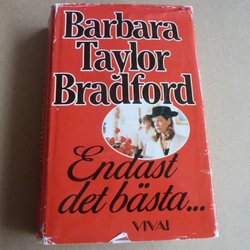 Barbara
Taylor
Bradford
Endast
det bästa...
VIVA!